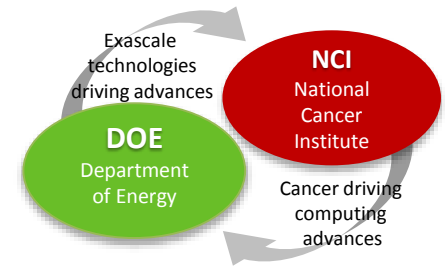 Exascale
technologies
driving advances
NCI
National
Cancer
Institute
DOE
Department
of Energy
Cancer driving
computing
advances